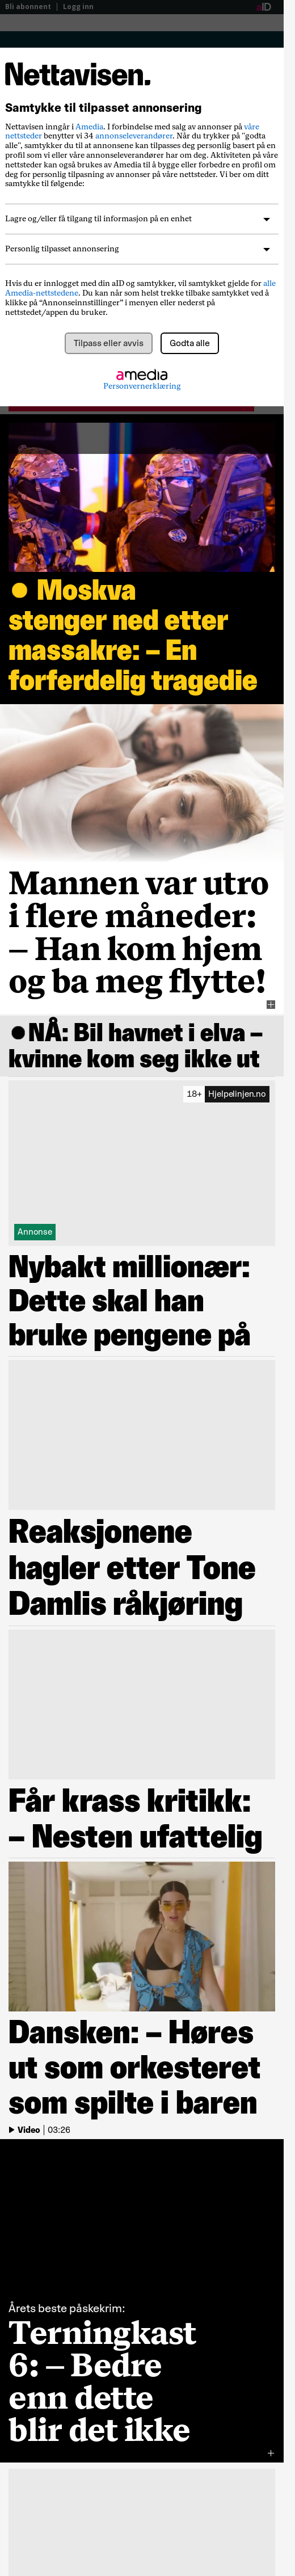 Bli abonnent | Logg inn
aID
Nettavisen.
Samtykke til tilpasset annonsering
Nettavisen inngår i Amedia. I forbindelse med salg av annonser på våre
nettsteder benytter vi 34 annonseleverandører. Når du trykker på "godta
alle", samtykker du til at annonsene kan tilpasses deg personlig basert på en
profil som vi eller våre annonseleverandører har om deg. Aktiviteten på våre
nettsteder kan også brukes av Amedia til å bygge eller forbedre en profil om
deg for personlig tilpasning av annonser på våre nettsteder. Vi ber om ditt
samtykke til følgende:
Lagre og/eller få tilgang til informasjon på en enhet
Personlig tilpasset annonsering
Hvis du er innlogget med din aID og samtykker, vil samtykket gjelde for alle
Amedia-nettstedene. Du kan når som helst trekke tilbake samtykket ved å
klikke på “Annonseinnstillinger” i menyen eller nederst på
nettstedet/appen du bruker.
Tilpass eller avvis
Godta alle
amedia
Personvernerklæring
● Moskva
stenger ned etter
massakre: – En
forferdelig tragedie
Mannen var utro
i flere måneder:
– Han kom hjem
og ba meg flytte!
●NÅ: Bil havnet i elva –
kvinne kom seg ikke ut
18+ Hjelpelinjen.no
Annonse
Nybakt millionær:
Dette skal han
bruke pengene på
Reaksjonene
hagler etter Tone
Damlis råkjøring
Får krass kritikk:
– Nesten ufattelig
Dansken: – Høres
ut som orkesteret
som spilte i baren
Video | 03:26
Årets beste påskekrim:
Terningkast
6: – Bedre
enn dette
blir det ikke